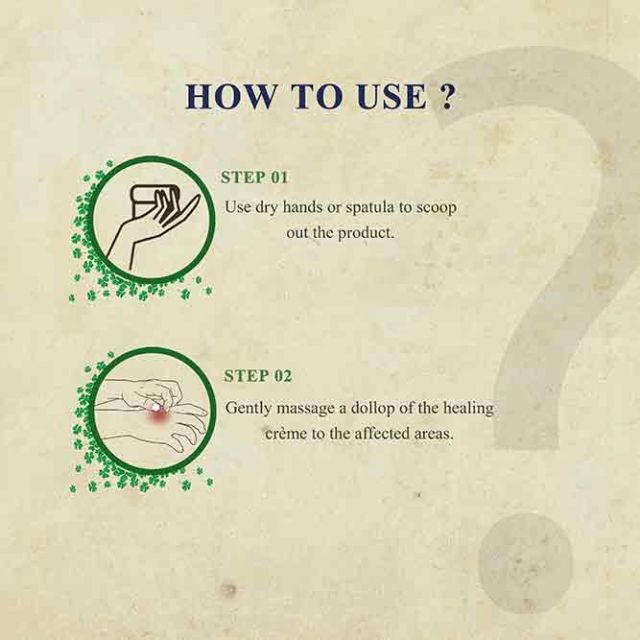 HOW TO USE ?
STEP 01
Use dry hands or spatula to scoop
out the product.
STEP 02
Gently massage a dollop of the healing
crème to the affected areas.